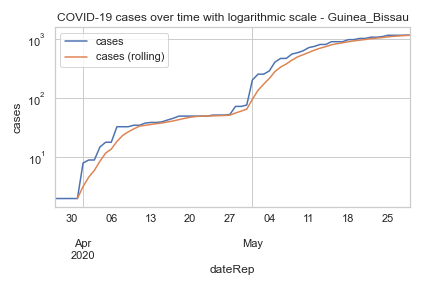 COVID-19 cases over time with logarithmic scale - Guinea_Bissau
cases
cases (rolling)
10³
10²
10¹
cases
30 06 13 20 27 04 11 18 25
Apr May
2020
dateRep